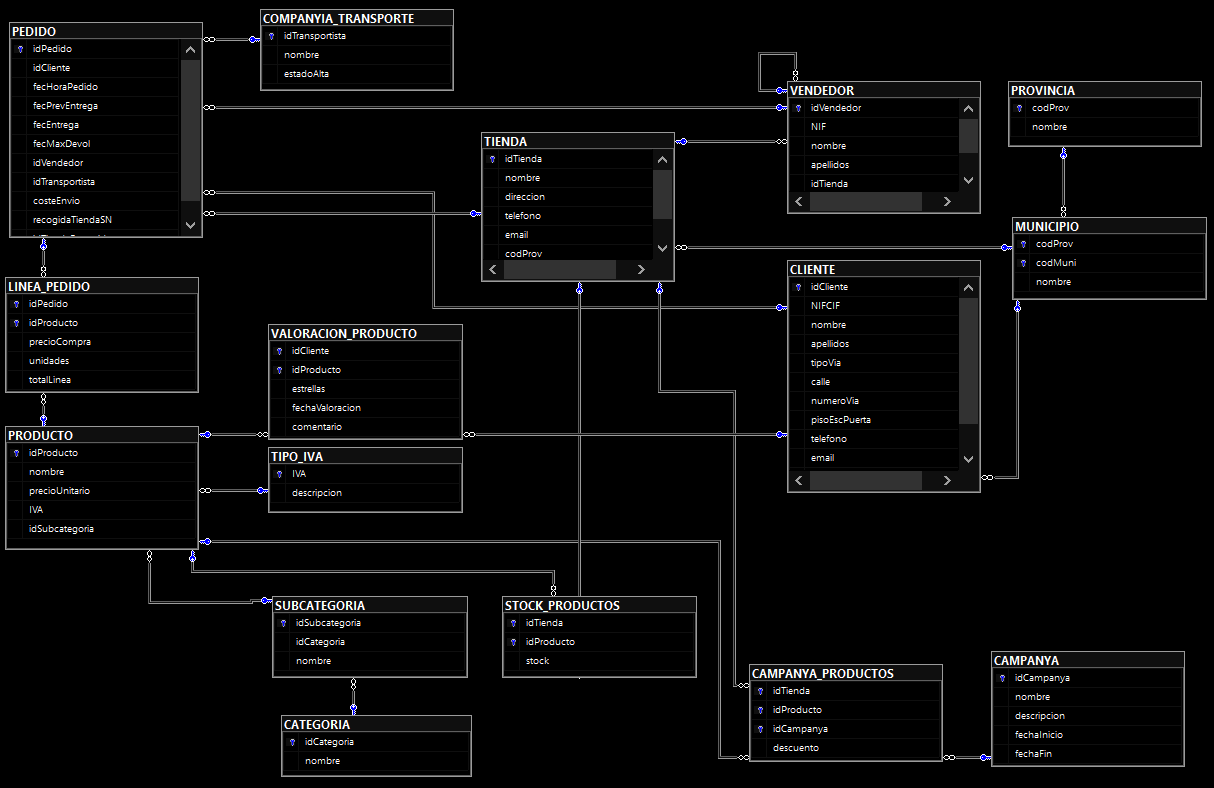 PEDIDO
idPedido
idCliente
fecHoraPedido
fecPrevEntrega
fecEntrega
fecMaxDevol
idVendedor
idTransportista
costeEnvio
recogidaTiendaSN
COMPANYIA_TRANSPORTE
idTransportista
nombre
estadoAlta
VENDEDOR
idVendedor
NIF
nombre
apellidos
idTienda
PROVINCIA
codProv
nombre
TIENDA
idTienda
nombre
direccion
telefono
email
codProv
MUNICIPIO
codProv
codMuni
nombre
CLIENTE
idCliente
NIFCIF
nombre
apellidos
tipoVia
calle
numeroVia
pisoEscPuerta
telefono
email
LINEA_PEDIDO
idPedido
idProducto
precioCompra
unidades
totalLinea
VALORACION_PRODUCTO
idCliente
idProducto
estrellas
fechaValoracion
comentario
PRODUCTO
idProducto
nombre
precioUnitario
IVA
idSubcategoria
TIPO_IVA
IVA
descripcion
SUBCATEGORIA
idSubcategoria
idCategoria
nombre
STOCK_PRODUCTOS
idTienda
idProducto
stock
CATEGORIA
idCategoria
nombre
CAMPANYA_PRODUCTOS
idTienda
idProducto
idCampanya
descuento
CAMPANYA
idCampanya
nombre
descripcion
fechaInicio
fechaFin